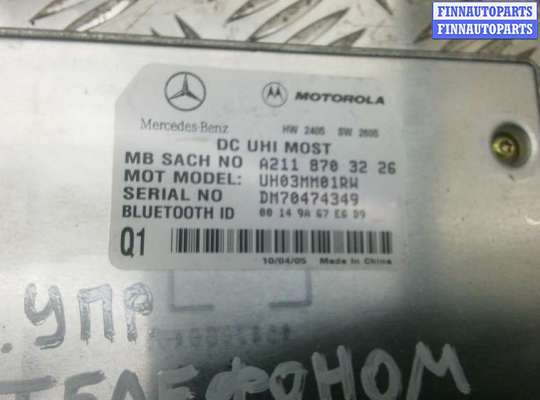 FINNAUTOPARTS
FINNAUTOPARTS
FINNAUTOPARTS
Mercedes-Benz
MOTOROLA
HW 2405 SW 2605
DC UHI MOST
MB SACH NO A211 870 32 26
MOT MODEL: UH03MM01RW
SERIAL NO DM70474349
BLUETOOTH ID 00 14 9A 67 E6 D9
Q1
10/04/05 Made in China
. УПР
ТЕЛЕФОНОМ